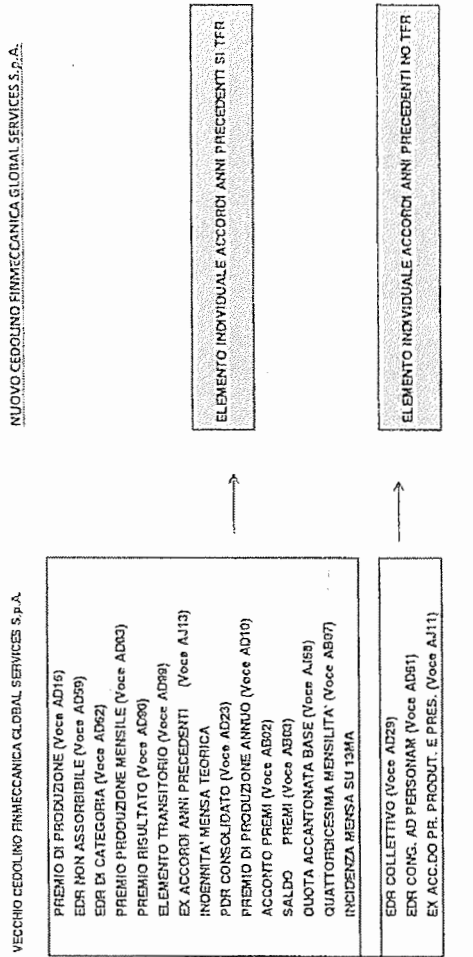 VECCHIO CEDOLINO FINMECCANICA GLOBAL SERVICES S.p.A.
PREMIO DI PRODUZIONE (Voce AD16)
EDR NON ASSORBIBILE (Voce AD59)
EDR DI CATEGORIA (Voce AD62)
PREMIO PRODUZIONE MENSILE (Voce AD03)
PREMIO RISULTATO (Voce AD90)
ELEMENTO TRANSITORIO (Voce AD99)
EX ACCORDI ANNI PRECEDENTI (Voce AJ13)
INDENNITA' MENSA TEORICA
PDR CONSOLIDATO (Voce AD23)
PREMIO DI PRODUZIONE ANNUO (Voce AD10)
ACCONTO PREMI (Voce AB02)
SALDO PREMI (Voce AB03)
QUOTA ACCANTONATA BASE (Voce AJ58)
QUATTORDICESIMA MENSILITA' (Voce AB07)
INCIDENZA MENSA SU 13MA
EDR COLLETTIVO (Voce AD29)
EDR CONG. AD PERSONAM (Voce AD61)
EX ACC.DO PR. PRODUT. E PRES. (Voce AJ11)
NUOVO CEDOLINO FINMECCANICA GLOBAL SERVICES S.p.A.
ELEMENTO INDIVIDUALE ACCORDI ANNI PRECEDENTI SI TFR
ELEMENTO INDIVIDUALE ACCORDI ANNI PRECEDENTI NO TFR